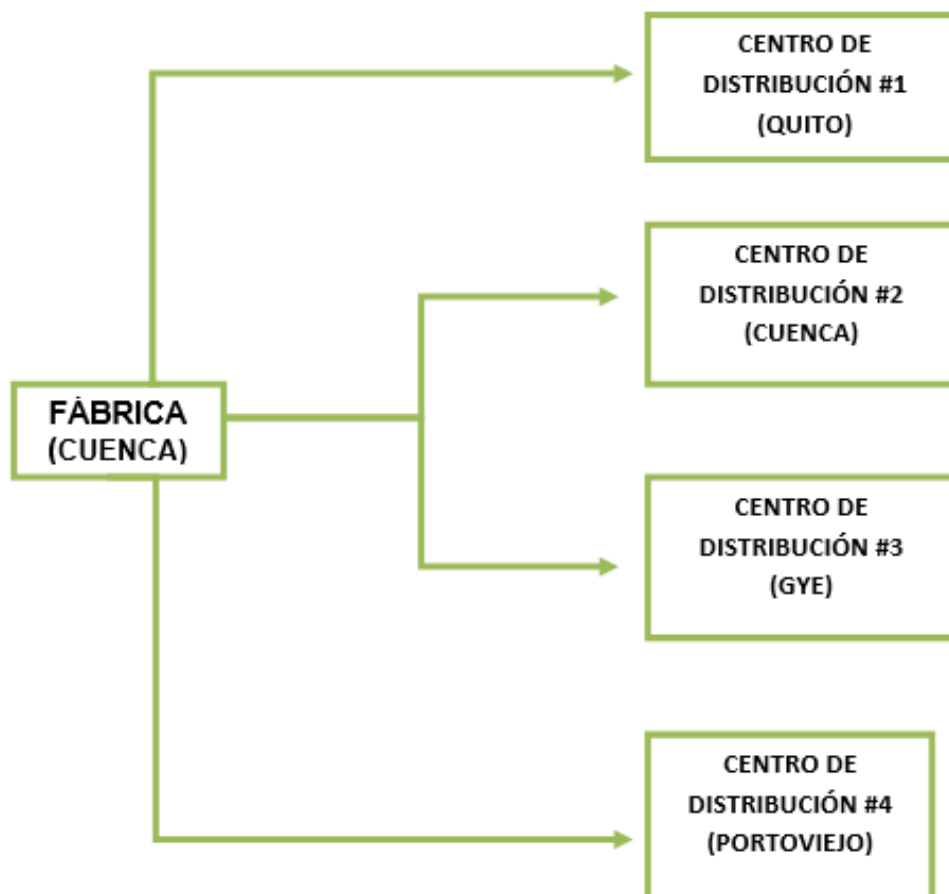 CENTRO DE
DISTRIBUCIÓN #1
(QUITO)
CENTRO DE
DISTRIBUCIÓN #2
(CUENCA)
FÁBRICA
(CUENCA)
CENTRO DE
DISTRIBUCIÓN #3
(GYE)
CENTRO DE
DISTRIBUCIÓN #4
(PORTOVIEJO)